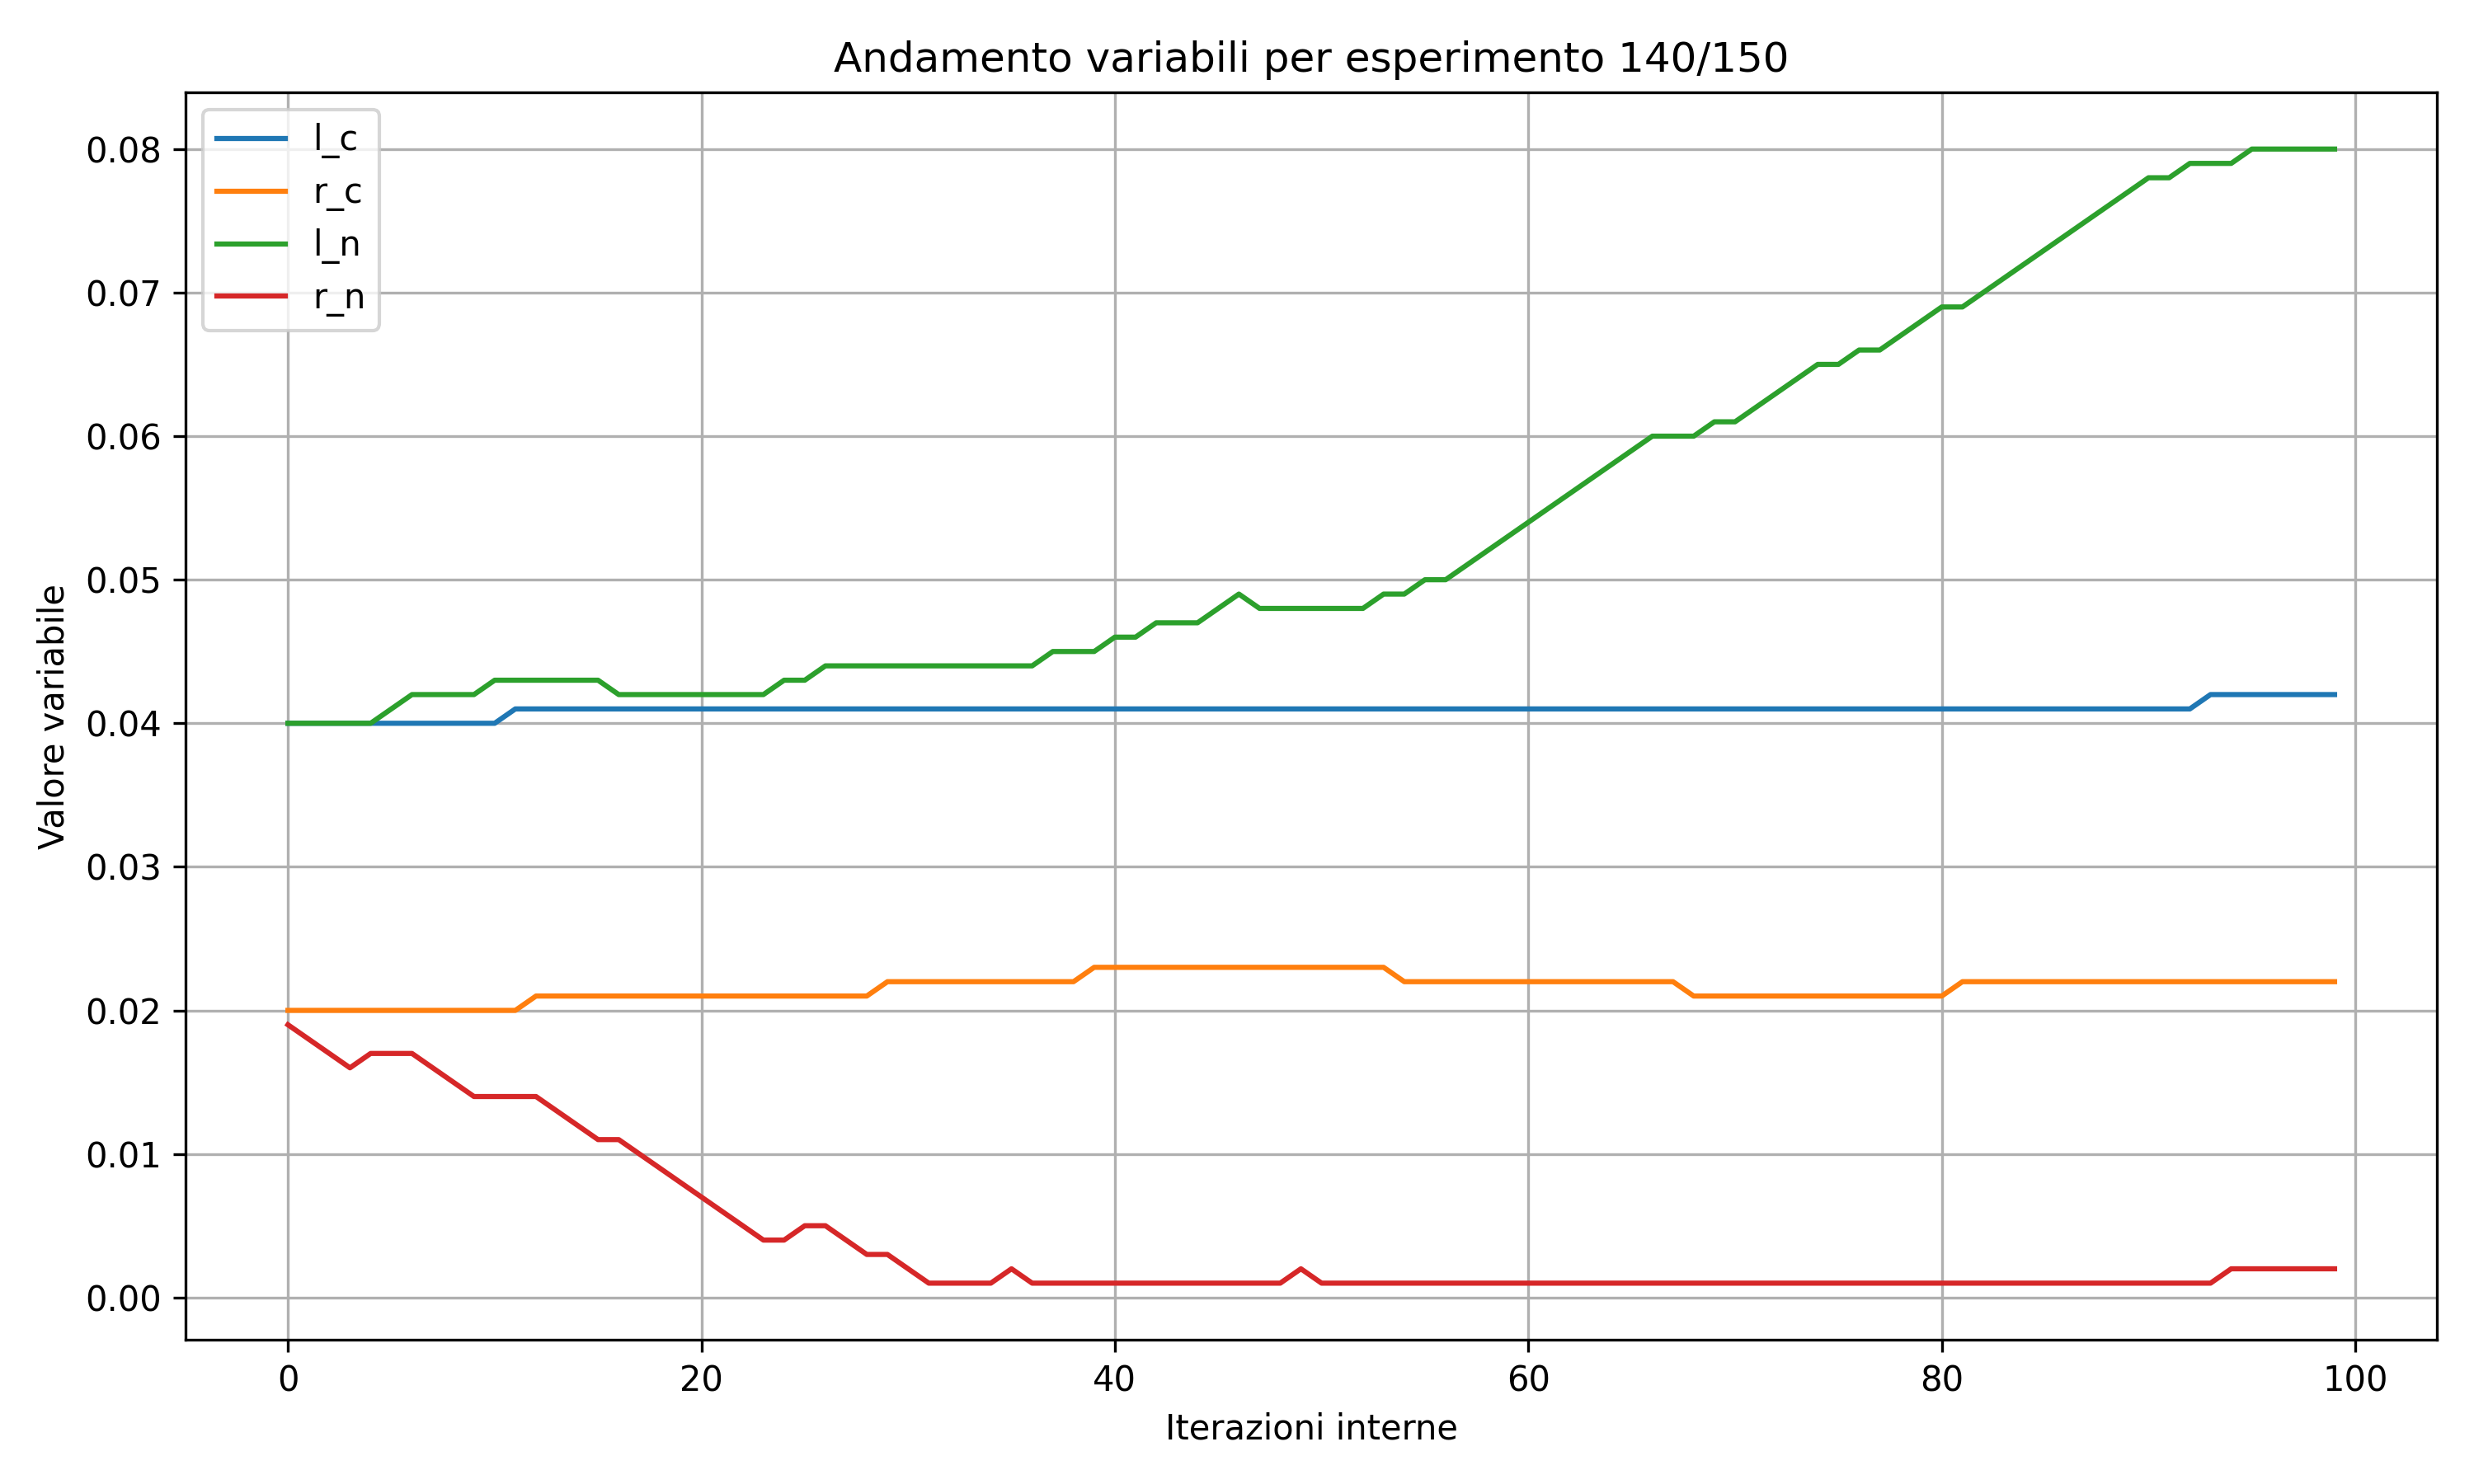 Andamento variabili per esperimento 140/150
l_c
r_c
l_n
r_n
Valore variabile
0.08
0.07
0.06
0.05
0.04
0.03
0.02
0.01
0.00
0 20 40 60 80 100
Iterazioni interne